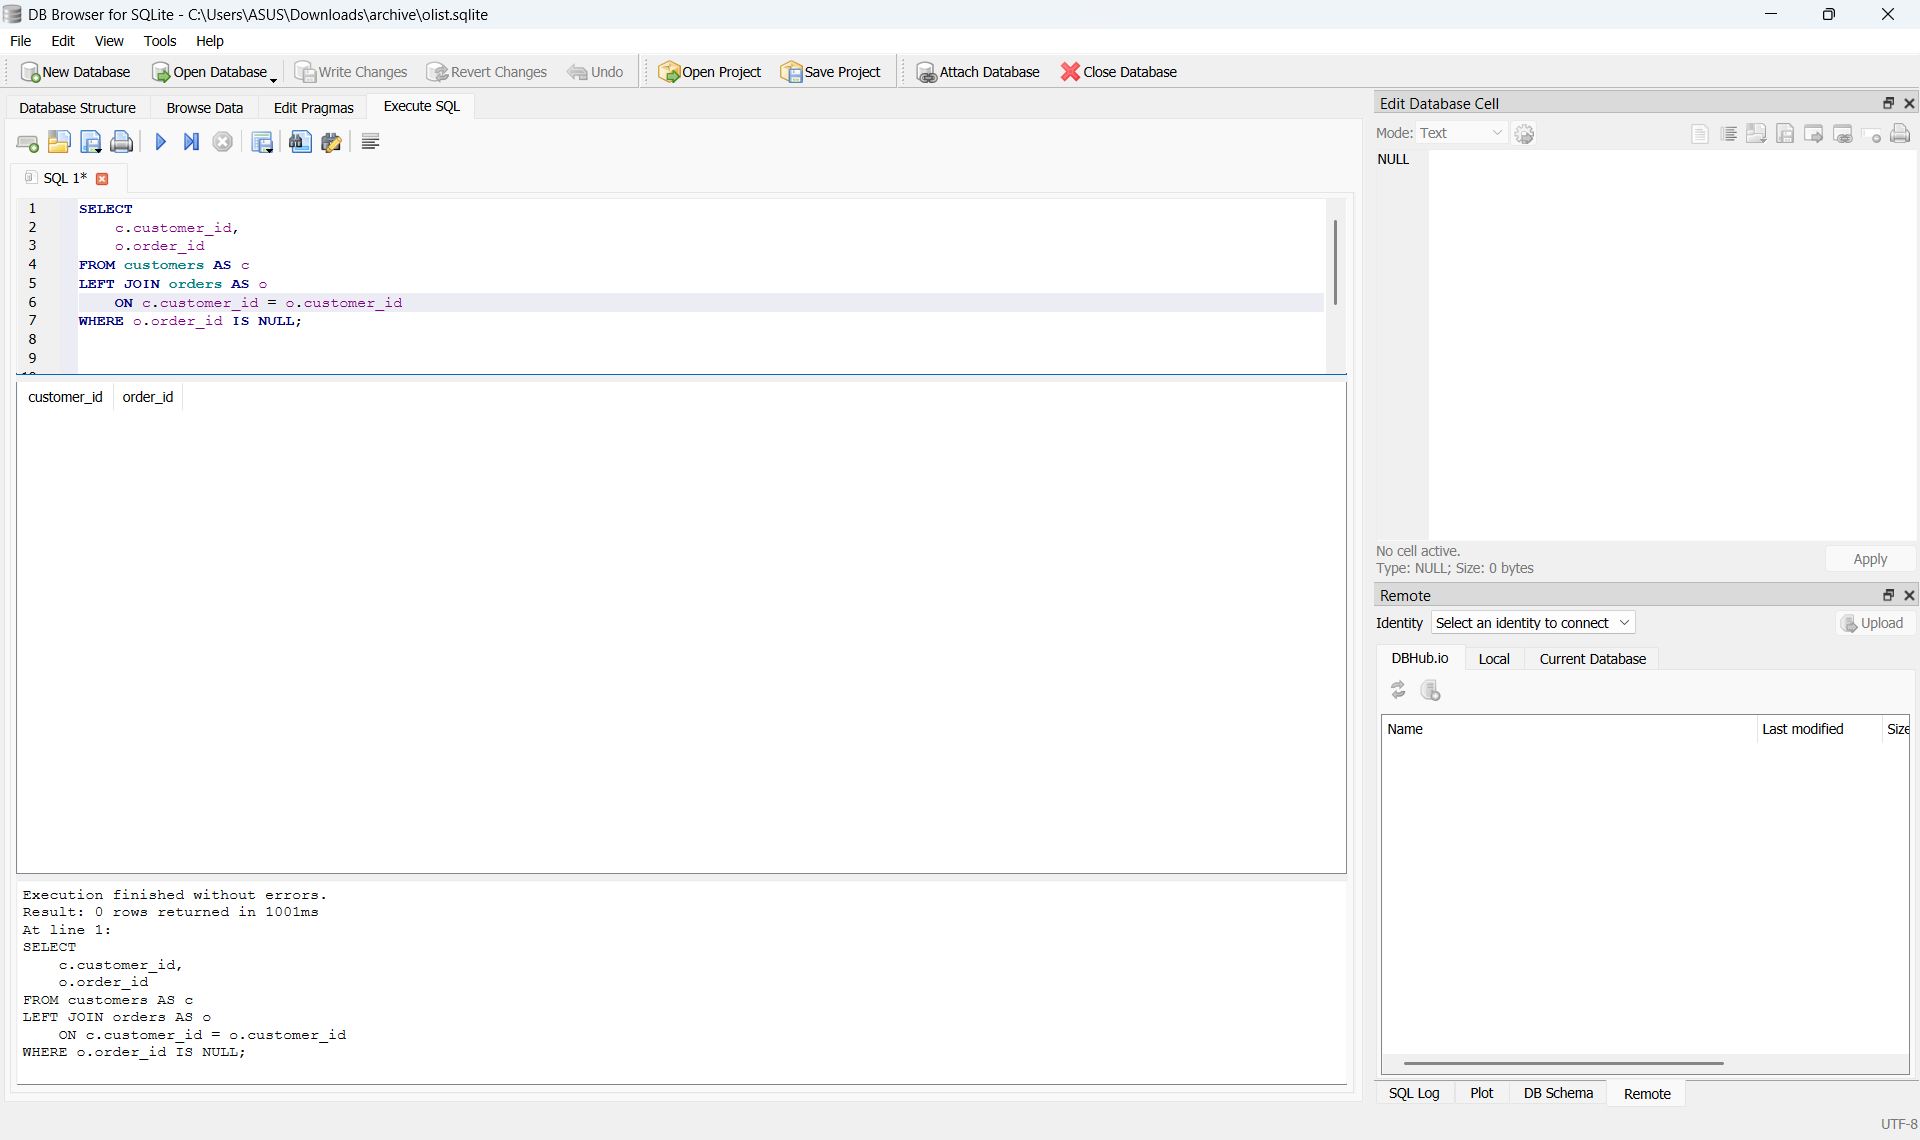 DB Browser for SQLite - C:\Users\ASUS\Downloads\archive\olist.sqlite
File Edit View Tools Help
New Database Open Database Write Changes Revert Changes Undo Open Project Save Project Attach Database Close Database
Database Structure Browse Data Edit Pragmas Execute SQL
SQL 1*
1 SELECT
2 c.customer_id,
3 o.order_id
4 FROM customers AS c
5 LEFT JOIN orders AS o
6 ON c.customer_id = o.customer_id
7 WHERE o.order_id IS NULL;
8
9
customer_id order_id
Execution finished without errors.
Result: 0 rows returned in 1001ms
At line 1:
SELECT
c.customer_id,
o.order_id
FROM customers AS c
LEFT JOIN orders AS o
ON c.customer_id = o.customer_id
WHERE o.order_id IS NULL;
Edit Database Cell
Mode: Text
NULL
No cell active.
Type: NULL; Size: 0 bytes
Apply
Remote
Identity Select an identity to connect Upload
DBHub.io Local Current Database
Name Last modified Size
SQL Log Plot DB Schema Remote
UTF-8